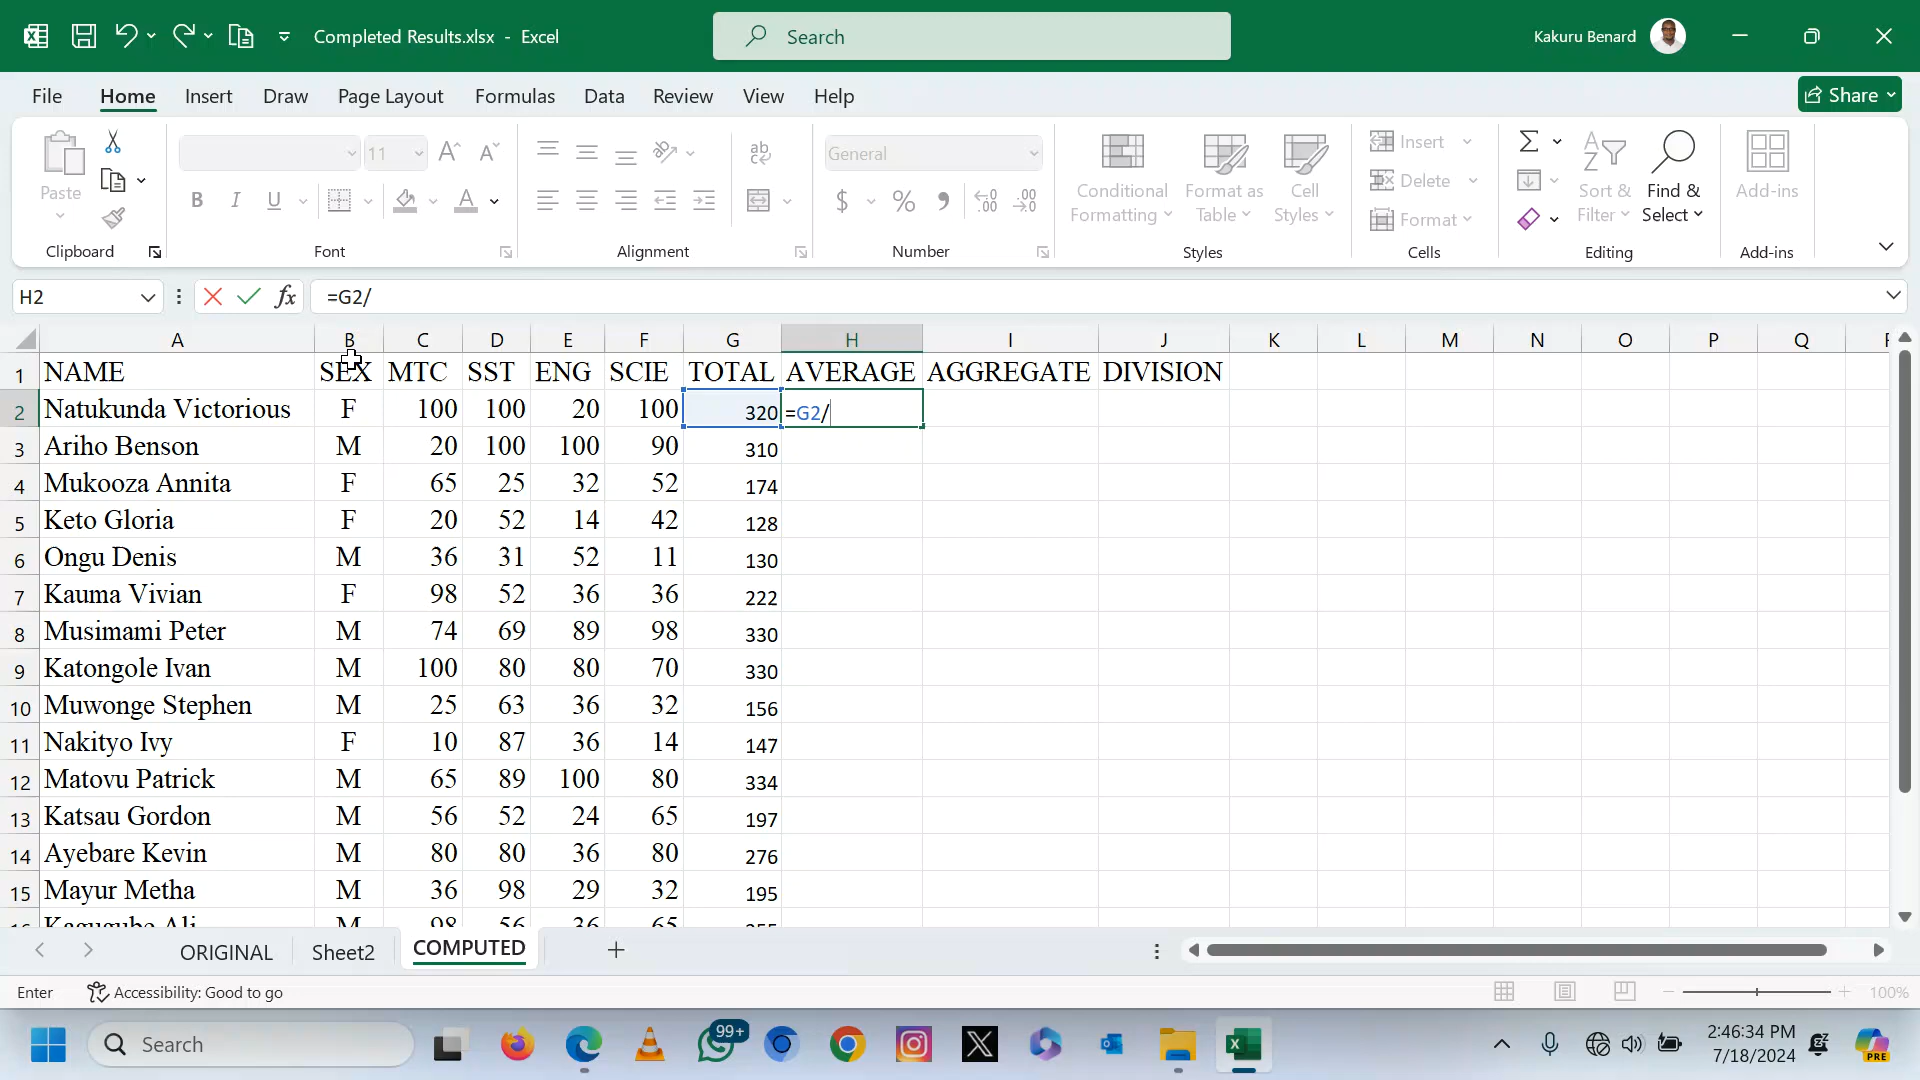 Completed Results.xlsx - Excel
Search
Kakuru Benard
File Home Insert Draw Page Layout Formulas Data Review View Help
Share
Paste
11
General
Conditional Formatting
Format as Table
Cell Styles
Insert
Delete
Format
Sort & Filter
Find & Select
Add-ins
Clipboard Font Alignment Number Styles Cells Editing Add-ins
H2 fx =G2/
A B C D E F G H I J K L M N O P Q
1 NAME SEX MTC SST ENG SCIE TOTAL AVERAGE AGGREGATE DIVISION
2 Natukunda Victorious F 100 100 20 100 320 =G2/
3 Ariho Benson M 20 100 100 90 310
4 Mukooza Annita F 65 25 32 52 174
5 Keto Gloria F 20 52 14 42 128
6 Ongu Denis M 36 31 52 11 130
7 Kauma Vivian F 98 52 36 36 222
8 Musimami Peter M 74 69 89 98 330
9 Katongole Ivan M 100 80 80 70 330
10 Muwonge Stephen M 25 63 36 32 156
11 Nakityo Ivy F 10 87 36 14 147
12 Matovu Patrick M 65 89 100 80 334
13 Katsau Gordon M 56 52 24 65 197
14 Ayebare Kevin M 80 80 36 80 276
15 Mayur Metha M 36 98 29 32 195
ORIGINAL Sheet2 COMPUTED
Enter Accessibility: Good to go 100%
Search
99+
2:46:34 PM
7/18/2024
PRE